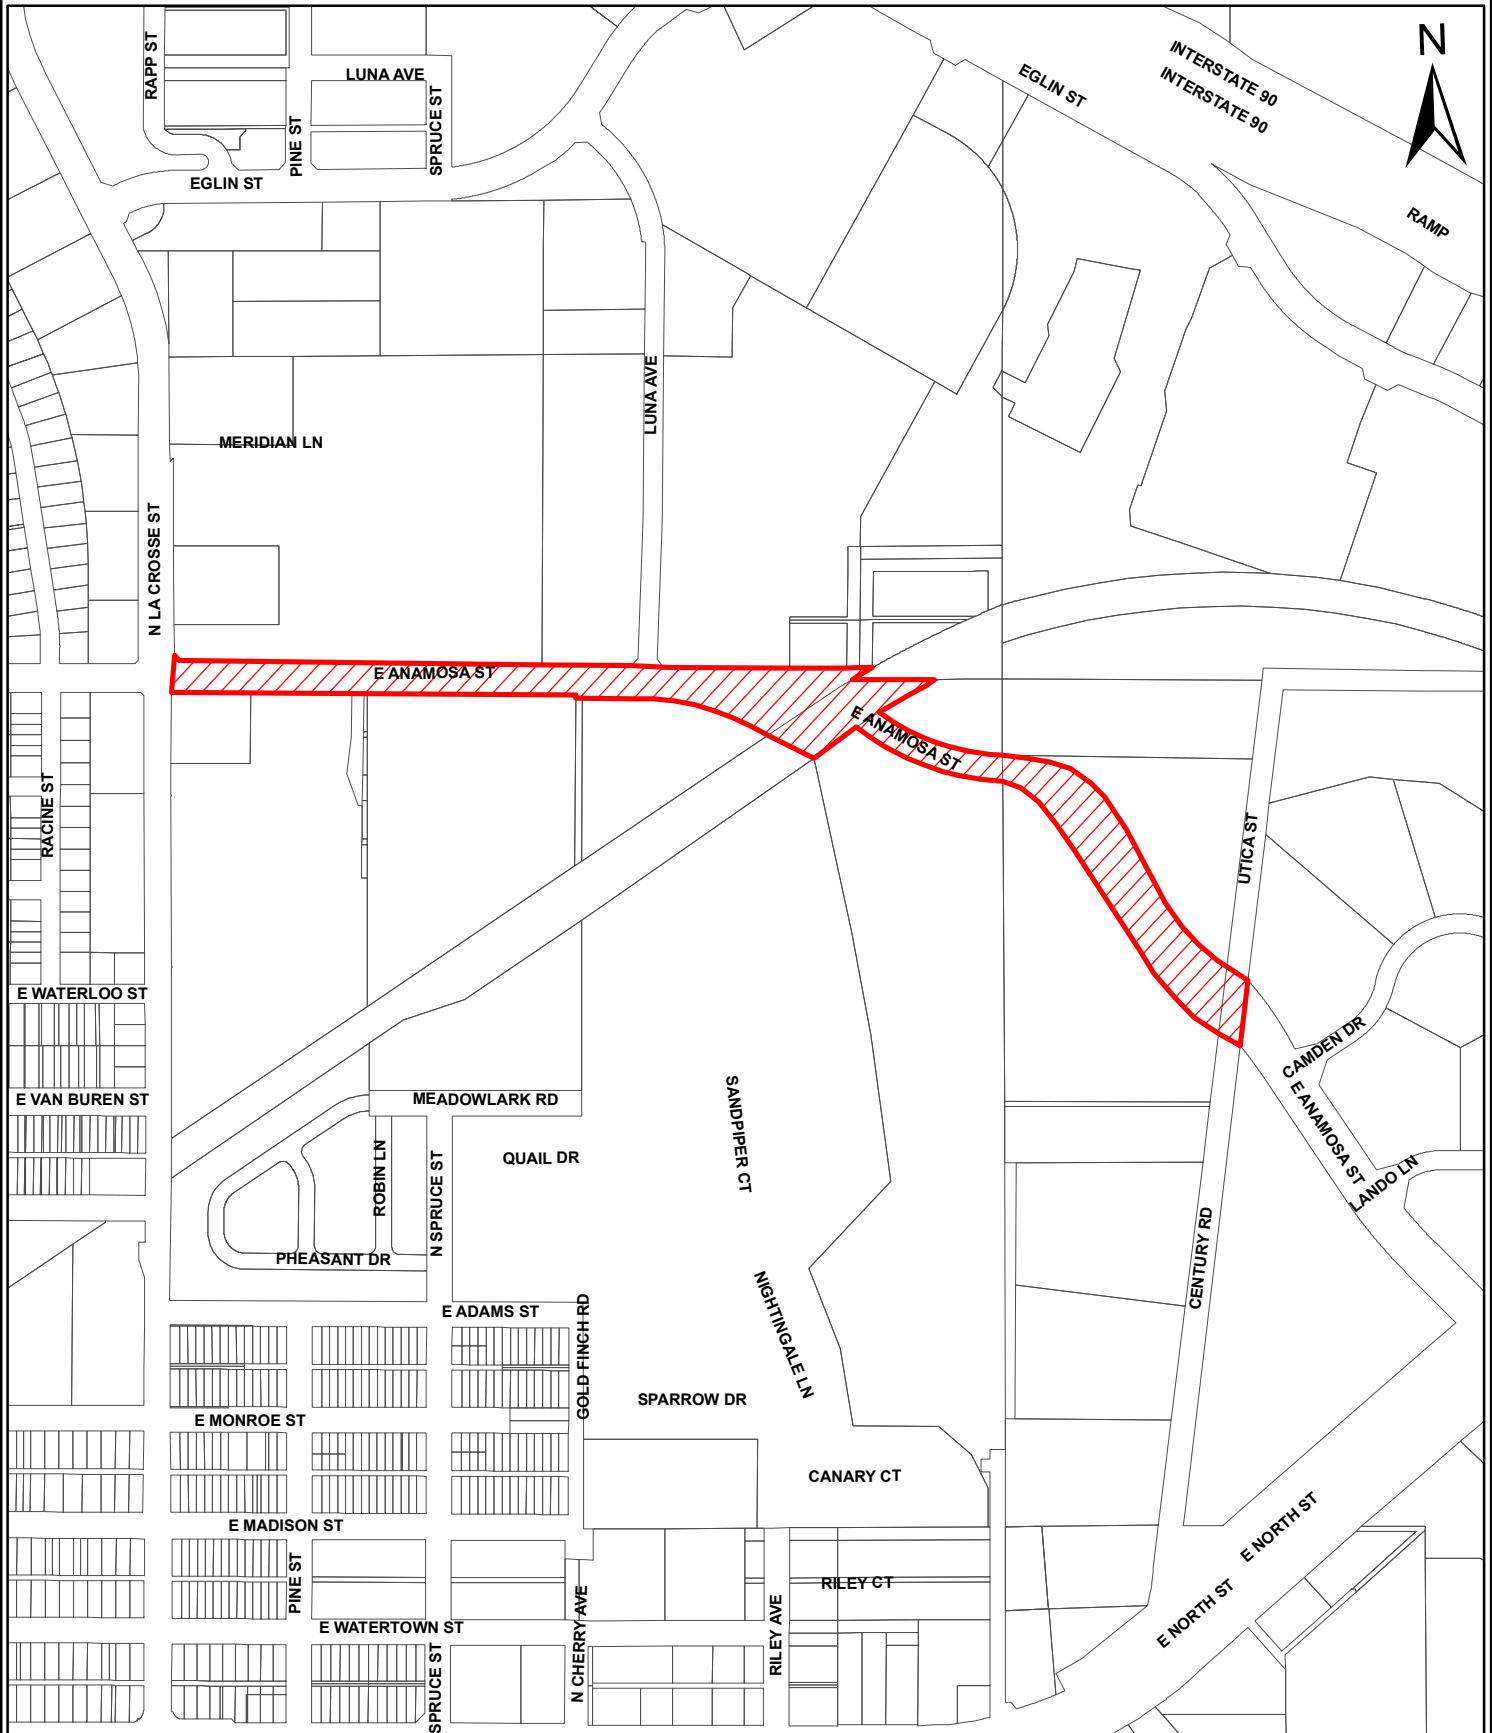 N
RAPP ST
LUNA AVE
PINE ST
SPRUCE ST
EGLIN ST
EGLIN ST
INTERSTATE 90
INTERSTATE 90
RAMP
LUNA AVE
MERIDIAN LN
N LA CROSSE ST
E ANAMOSA ST
E ANAMOSA ST
RACINE ST
UTICA ST
E WATERLOO ST
CAMDEN DR
E VAN BUREN ST
MEADOWLARK RD
E ANAMOSA ST
SANDPIPER CT
QUAIL DR
ROBIN LN
N SPRUCE ST
LANDO LN
PHEASANT DR
CENTURY RD
E ADAMS ST
GOLD FINCH RD
NIGHTINGALE LN
SPARROW DR
E MONROE ST
CANARY CT
E MADISON ST
E NORTH ST
PINE ST
RILEY CT
E WATERTOWN ST
N CHERRY AVE
RILEY AVE
E NORTH ST
SPRUCE ST